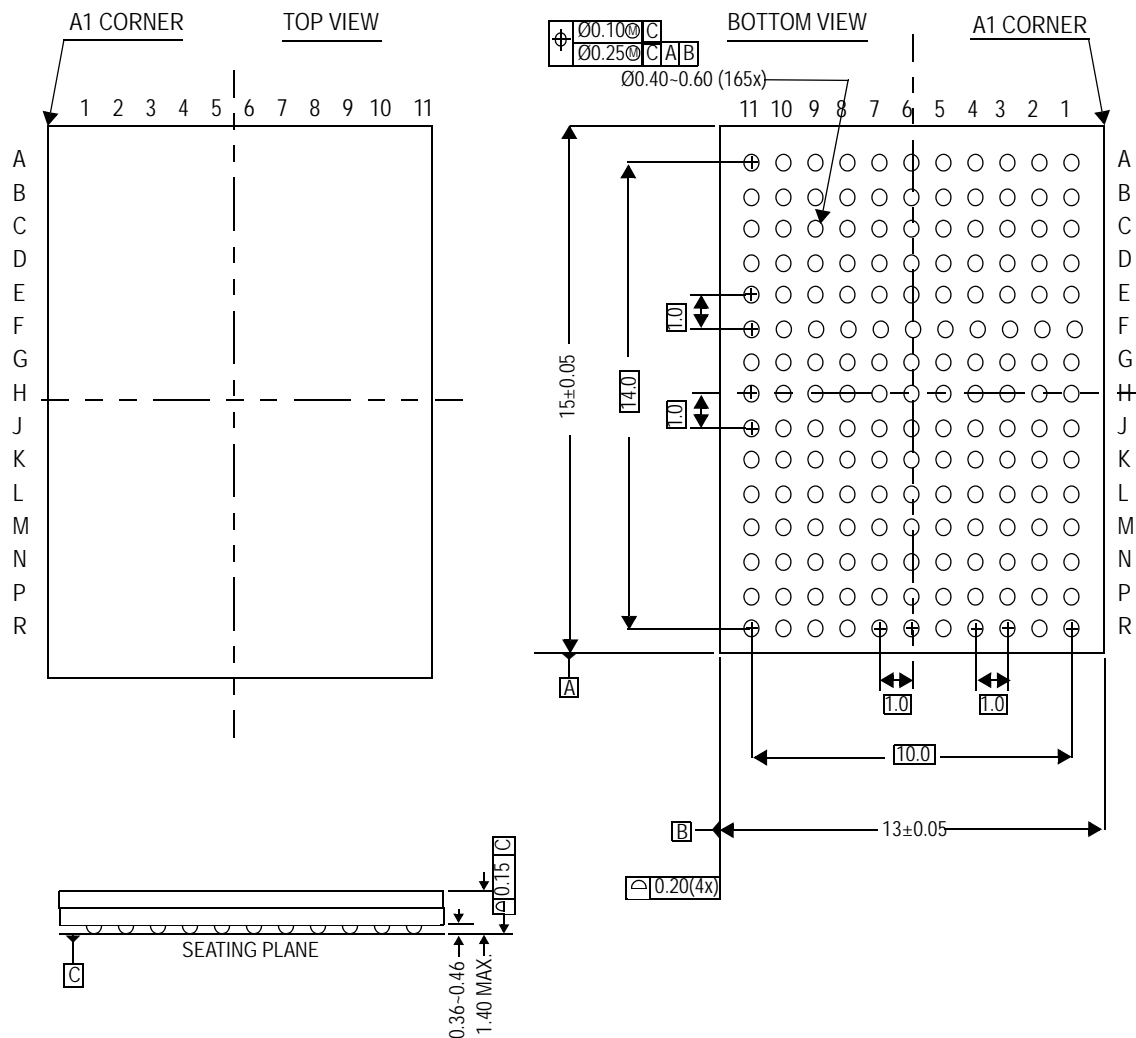 A1 CORNER
TOP VIEW
1 2 3 4 5 6 7 8 9 10 11
A
B
C
D
E
F
G
H
J
K
L
M
N
P
R
Ø0.10Ⓜ C
Ø0.25Ⓜ C A B
BOTTOM VIEW
A1 CORNER
Ø0.40~0.60 (165x)
11 10 9 8 7 6 5 4 3 2 1
A
B
C
D
E
F
G
H
J
K
L
M
N
P
R
15±0.05
14.0
1.0
1.0
A
1.0
1.0
10.0
B
13±0.05
0.20(4x)
0.15 C
SEATING PLANE
C
0.36~0.46
1.40 MAX.